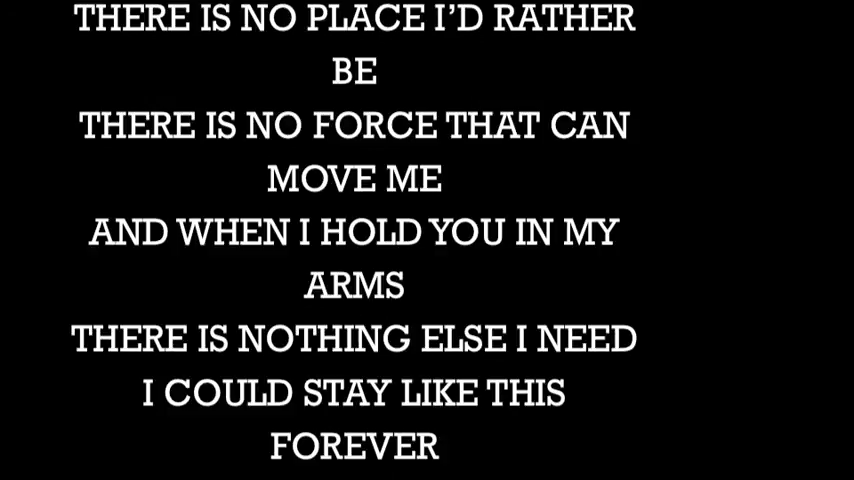 THERE IS NO PLACE I’D RATHER
BE
THERE IS NO FORCE THAT CAN
MOVE ME
AND WHEN I HOLD YOU IN MY
ARMS
THERE IS NOTHING ELSE I NEED
I COULD STAY LIKE THIS
FOREVER